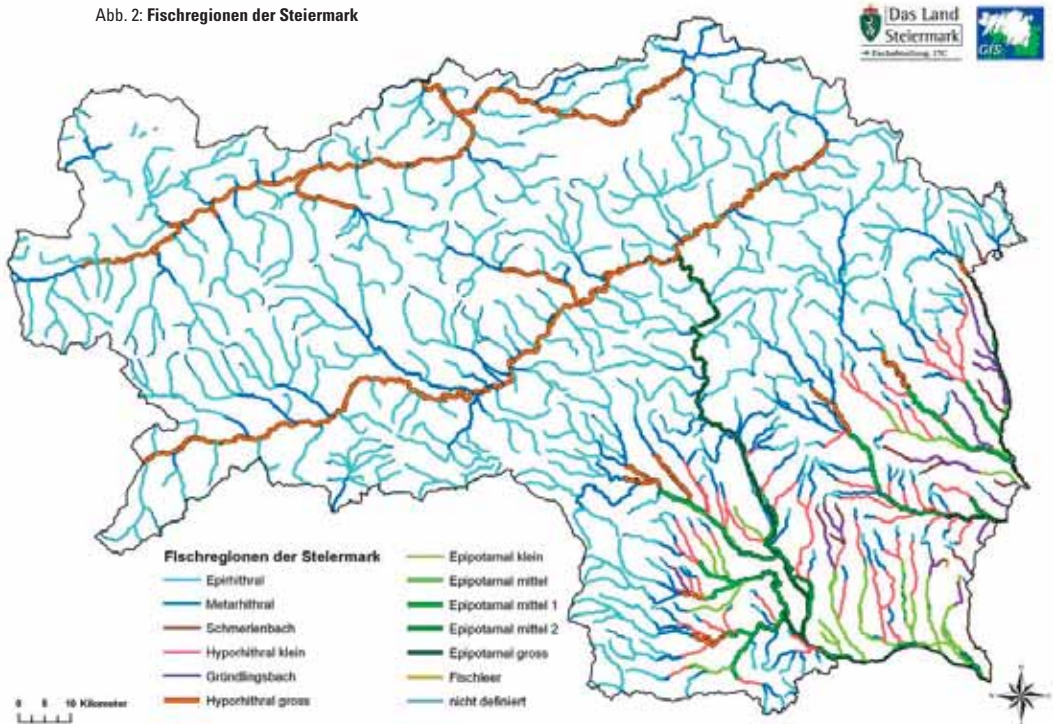 Abb. 2: Fischregionen der Steiermark
Das Land
Steiermark
GIS
Fischregionen der Steiermark
Epirhithral
Metarhithral
Schmerlenbach
Hyporhithral klein
Gründlingsbach
Hyporhithral gross
Epipotamal klein
Epipotamal mittel
Epipotamal mittel 1
Epipotamal mittel 2
Epipotamal gross
Fischleer
nicht definiert
0 5 10 Kilometer